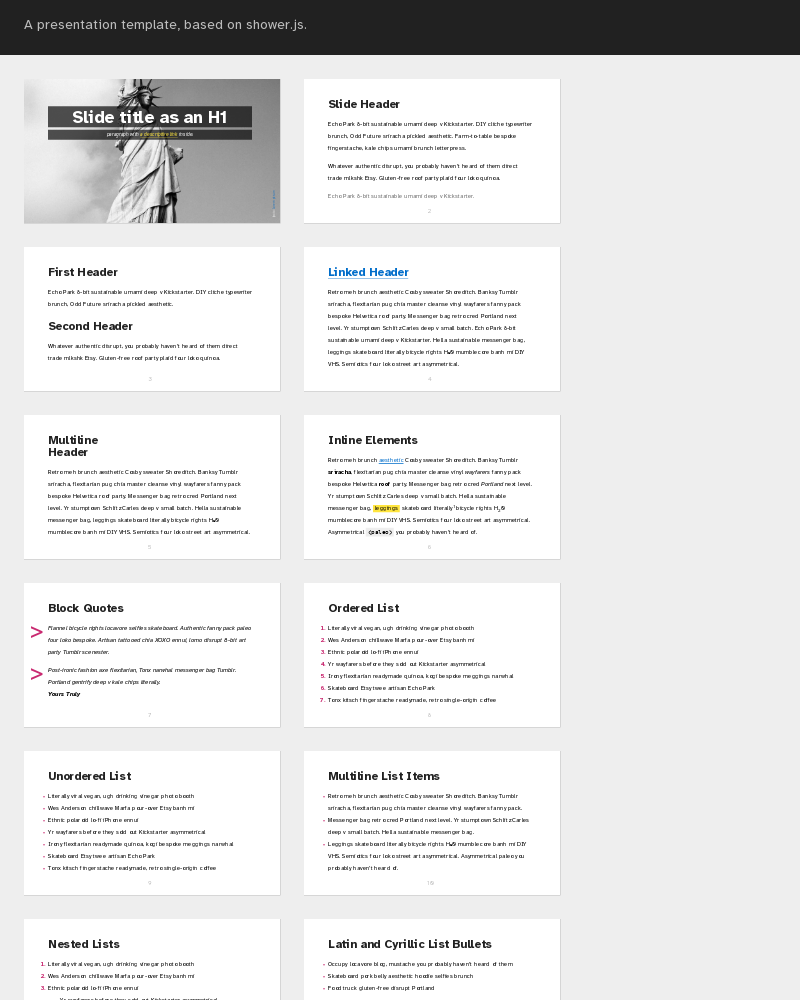 A presentation template, based on shower.js.
Slide title as an H1
paragraph with a descriptive link inside.
Slide Header
Echo Park 8-bit sustainable umami deep v Kickstarter. DIY cliche typewriter
brunch. Odd Future sriracha pickled aesthetic. Farm-to-table bespoke
fingerstache, kale chips umami brunch letterpress.
Whatever authentic disrupt, you probably haven't heard of them direct
trade mlkshk Etsy. Gluten-free roof party plaid four loko quinoa.
Echo Park 8-bit sustainable umami deep v Kickstarter.
2
First Header
Echo Park 8-bit sustainable umami deep v Kickstarter. DIY cliche typewriter
brunch. Odd Future sriracha pickled aesthetic.
Second Header
Whatever authentic disrupt, you probably haven't heard of them direct
trade mlkshk Etsy. Gluten-free roof party plaid four loko quinoa.
3
Linked Header
Retro meh brunch aesthetic Cosby sweater Shoreditch. Banksy Tumblr
sriracha, flexitarian pug chia master cleanse vinyl wayfarers fanny pack
bespoke Helvetica roof party. Messenger bag retro cred Portland next
level. Yr stumptown Schlitz Carles deep v small batch. Echo Park 8-bit
sustainable umami deep v Kickstarter. Hella sustainable messenger bag,
leggings skateboard literally bicycle rights H20 mumblecore banh mi DIY
VHS. Semiotics four loko street art asymmetrical.
4
Multiline
Header
Retro meh brunch aesthetic Cosby sweater Shoreditch. Banksy Tumblr
sriracha, flexitarian pug chia master cleanse vinyl wayfarers fanny pack
bespoke Helvetica roof party. Messenger bag retro cred Portland next
level. Yr stumptown Schlitz Carles deep v small batch. Hella sustainable
messenger bag, leggings skateboard literally bicycle rights H20
mumblecore banh mi DIY VHS. Semiotics four loko street art asymmetrical.
5
Inline Elements
Retro meh brunch aesthetic Cosby sweater Shoreditch. Banksy Tumblr
sriracha, flexitarian pug chia master cleanse vinyl wayfarers fanny pack
bespoke Helvetica roof party. Messenger bag retro cred Portland next level.
Yr stumptown Schlitz Carles deep v small batch. Hella sustainable
messenger bag, leggings skateboard literally¹ bicycle rights H₂0
mumblecore banh mi DIY VHS. Semiotics four loko street art asymmetrical.
Asymmetrical <paleo> you probably haven't heard of.
6
Block Quotes
> Flannel bicycle rights locavore selfies skateboard. Authentic fanny pack paleo
four loko bespoke. Artisan tattooed chia XOXO ennui, lomo disrupt 8-bit art
party Tumblr scenester.
> Post-ironic fashion axe flexitarian, Tonx narwhal messenger bag Tumblr.
Portland gentrify deep v kale chips literally.
Yours Truly
7
Ordered List
1. Literally viral vegan, ugh drinking vinegar photo booth
2. Wes Anderson chillwave Marfa pour-over Etsy banh mi
3. Ethnic polaroid lo-fi iPhone ennui
4. Yr wayfarers before they sold out Kickstarter asymmetrical
5. Irony flexitarian readymade quinoa, kogi bespoke meggings narwhal
6. Skateboard Etsy twee artisan Echo Park
7. Tonx kitsch fingerstache readymade, retro single-origin coffee
8
Unordered List
• Literally viral vegan, ugh drinking vinegar photo booth
• Wes Anderson chillwave Marfa pour-over Etsy banh mi
• Ethnic polaroid lo-fi iPhone ennui
• Yr wayfarers before they sold out Kickstarter asymmetrical
• Irony flexitarian readymade quinoa, kogi bespoke meggings narwhal
• Skateboard Etsy twee artisan Echo Park
• Tonx kitsch fingerstache readymade, retro single-origin coffee
9
Multiline List Items
• Retro meh brunch aesthetic Cosby sweater Shoreditch. Banksy Tumblr
sriracha, flexitarian pug chia master cleanse vinyl wayfarers fanny pack.
• Messenger bag retro cred Portland next level. Yr stumptown Schlitz Carles
deep v small batch. Hella sustainable messenger bag.
• Leggings skateboard literally bicycle rights H20 mumblecore banh mi DIY
VHS. Semiotics four loko street art asymmetrical. Asymmetrical paleo you
probably haven't heard of.
10
Nested Lists
1. Literally viral vegan, ugh drinking vinegar photo booth
2. Wes Anderson chillwave Marfa pour-over Etsy banh mi
3. Ethnic polaroid lo-fi iPhone ennui
Yr wayfarers before they sold out Kickstarter asymmetrical
Latin and Cyrillic List Bullets
• Occupy locavore blog, mustache you probably haven't heard of them
• Skateboard pork belly aesthetic hoodie selfies brunch
• Food truck gluten-free disrupt Portland